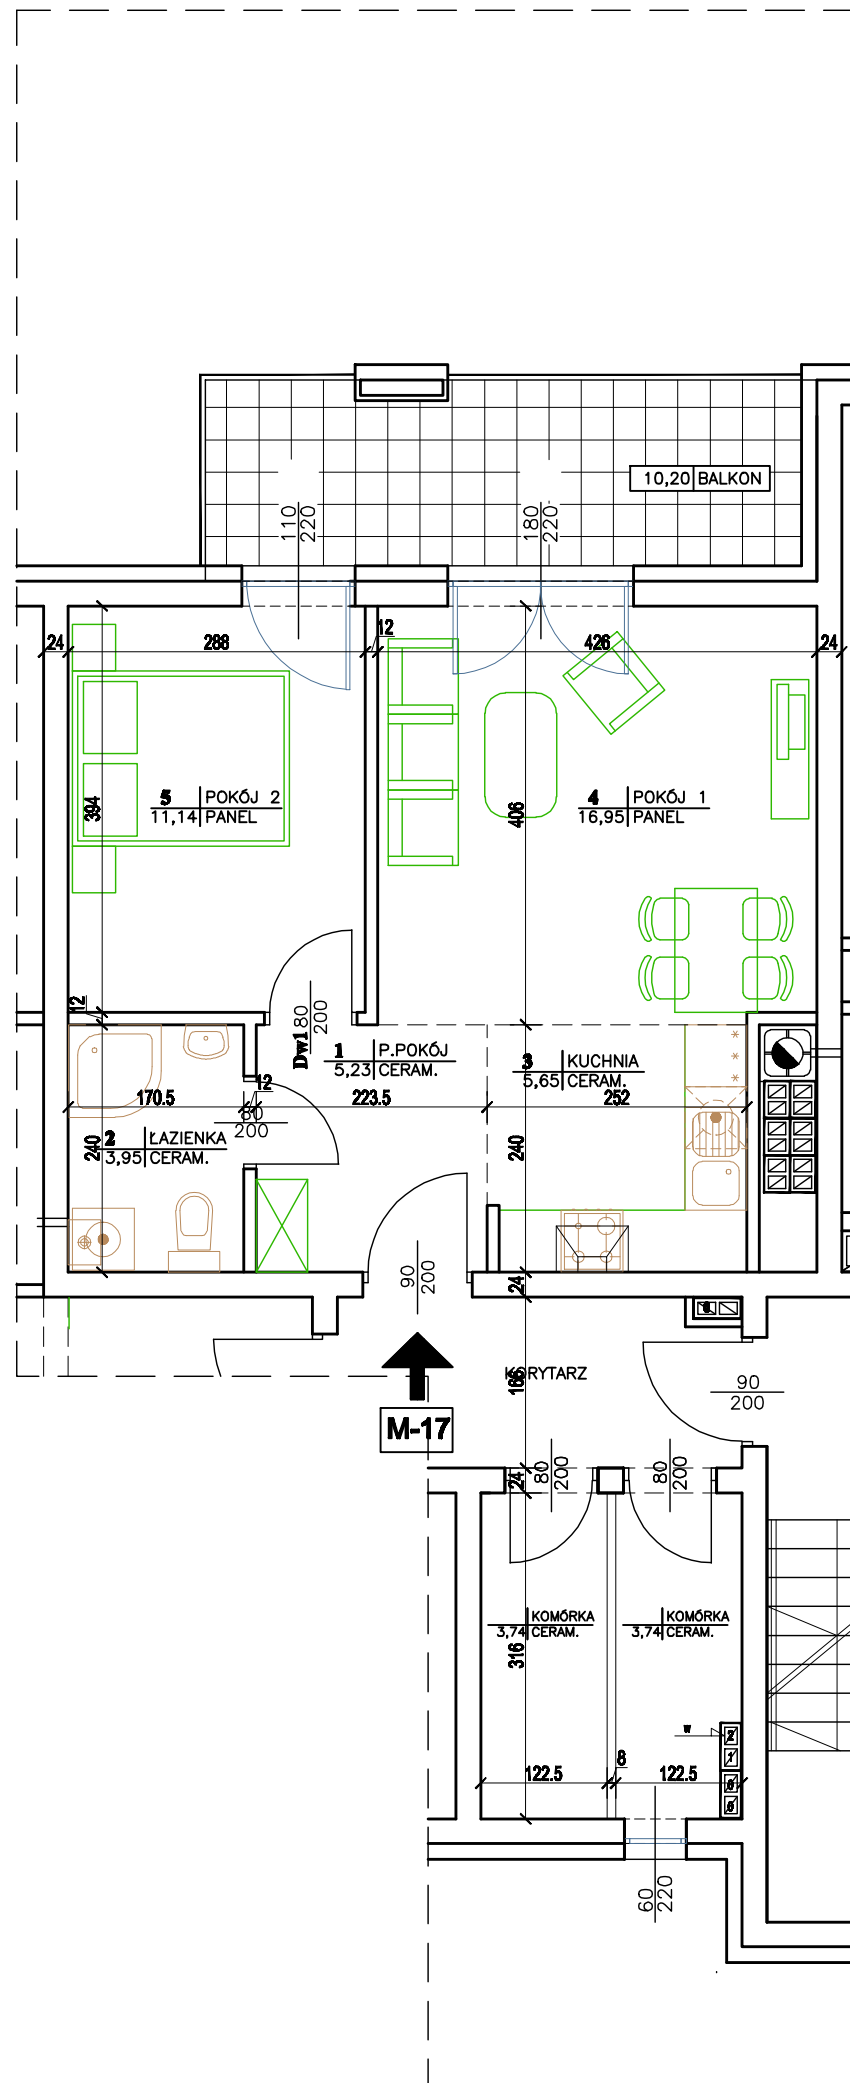 10,20 BALKON
110
220
180
220
24
288
12
426
24
5 POKÓJ 2
11,14 PANEL
394
4 POKÓJ 1
16,95 PANEL
406
12
Dw1 80
200
1 P.POKÓJ
5,23 CERAM.
3 KUCHNIA
5,65 CERAM.
170.5
12
223.5
252
80
200
2 ŁAZIENKA
3,95 CERAM.
240
240
90
200
24
KORYTARZ
166
90
200
M-17
24
80
200
80
200
KOMÓRKA
3,74 CERAM.
KOMÓRKA
3,74 CERAM.
316
W
2
1
122.5
8
122.5
60
220